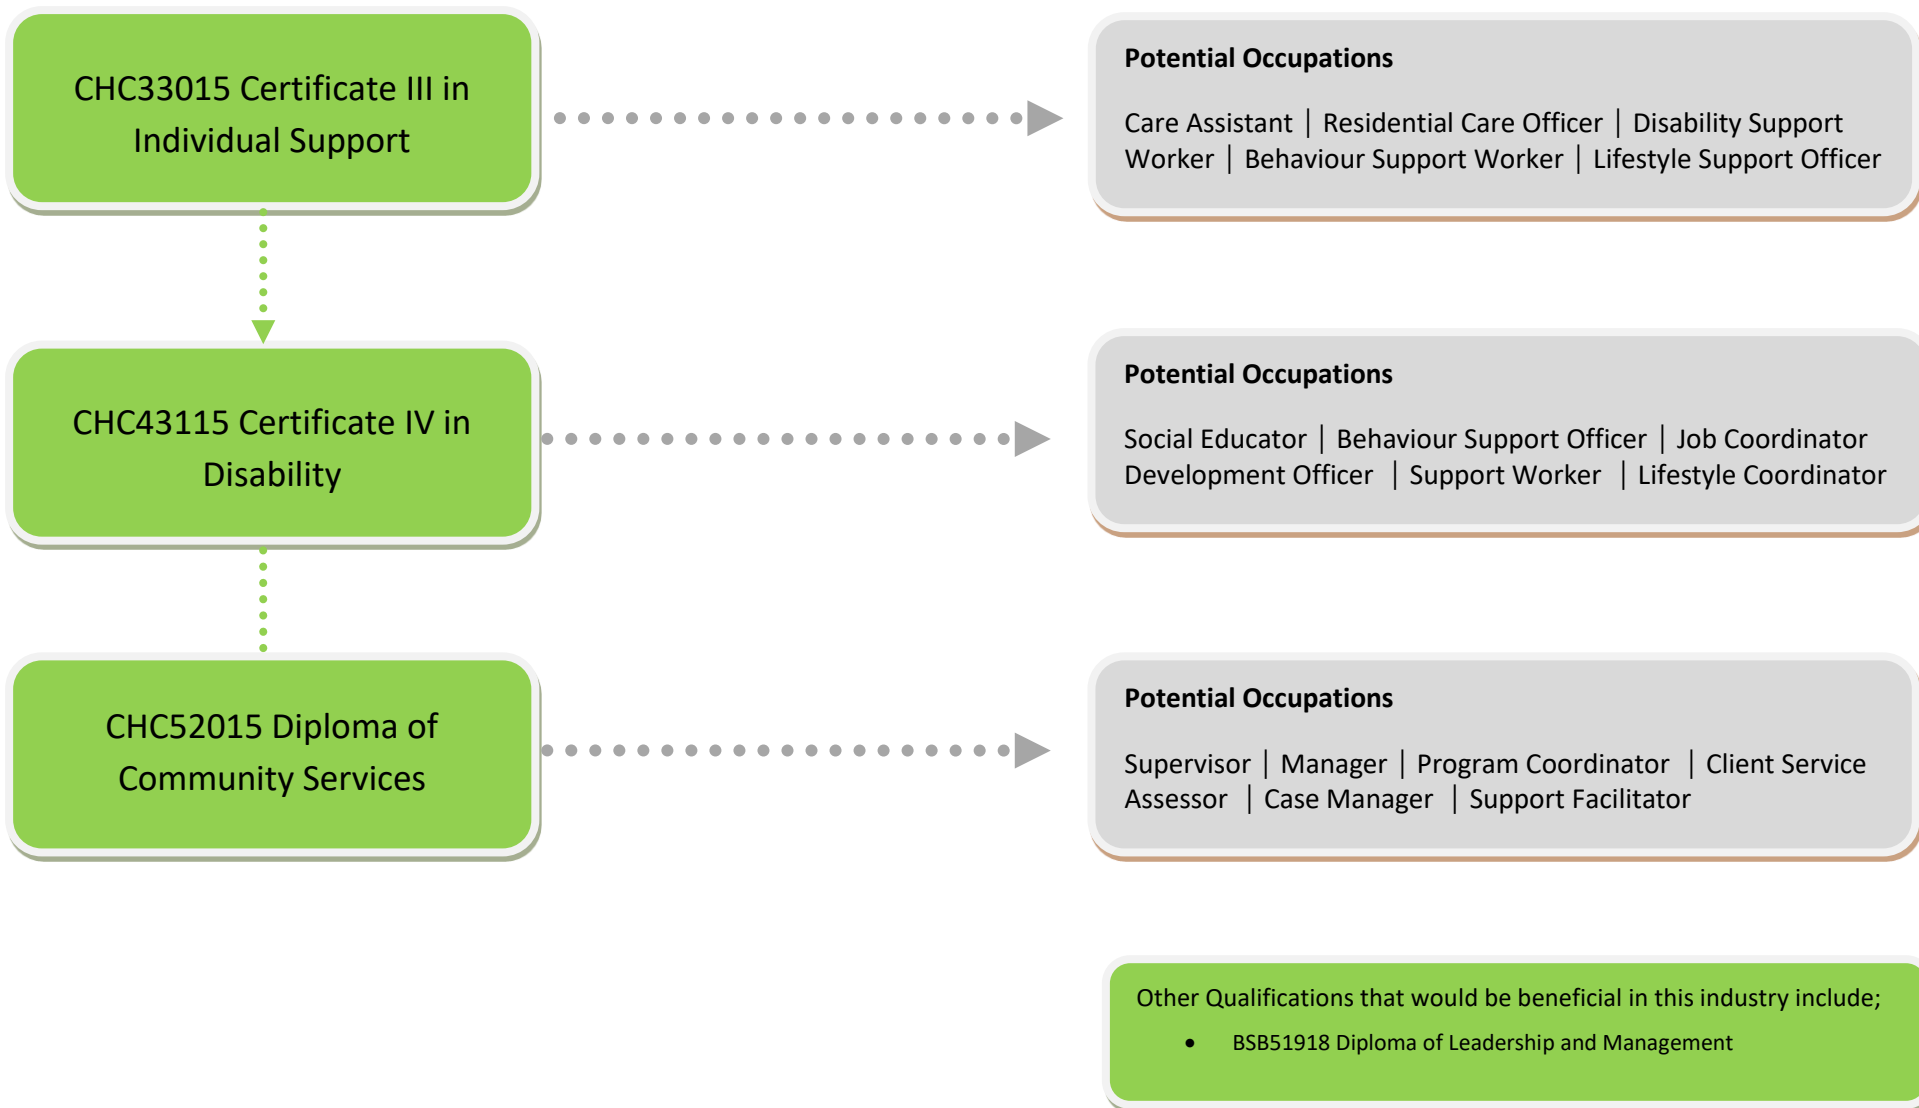 CHC33015 Certificate III in
Individual Support
Potential Occupations
Care Assistant | Residential Care Officer | Disability Support
Worker | Behaviour Support Worker | Lifestyle Support Officer
CHC43115 Certificate IV in
Disability
Potential Occupations
Social Educator | Behaviour Support Officer | Job Coordinator
Development Officer | Support Worker | Lifestyle Coordinator
CHC52015 Diploma of
Community Services
Potential Occupations
Supervisor | Manager | Program Coordinator | Client Service
Assessor | Case Manager | Support Facilitator
Other Qualifications that would be beneficial in this industry include;
• BSB51918 Diploma of Leadership and Management